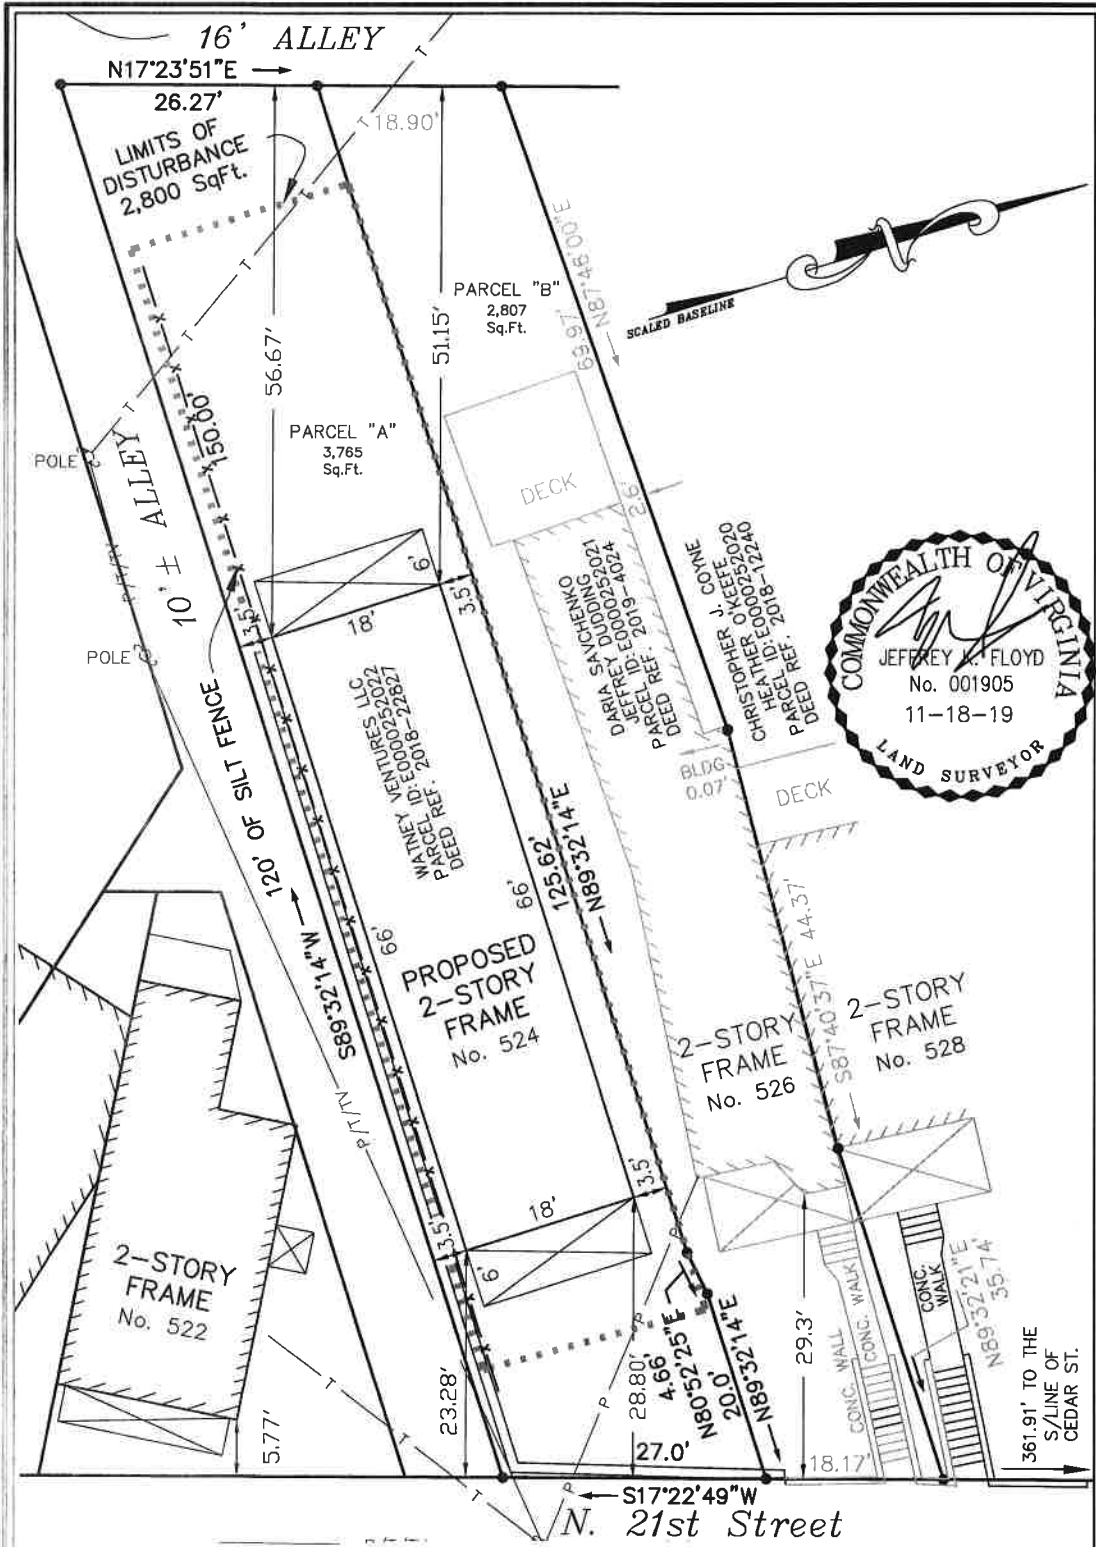 16' ALLEY
N17°23'51"E
26.27'
18.90'
LIMITS OF
DISTURBANCE
2,800 SqFt.
T
T
T
T
T
T
N87°46'00"E
69.97'
SCALED BASELINE
N
PARCEL "B"
2,807
Sq.Ft.
51.15'
56.67'
PARCEL "A"
3,765
Sq.Ft.
150.00'
POLE
10' ± ALLEY
P/T/TV
POLE
DECK
2.6'
6'
18'
3.5'
3.5'
120' OF SILT FENCE
WATNEY VENTURES LLC
PARCEL ID:E0000252022
DEED REF: 2018-22827
DARIA SAVCHENKO
JEFFREY DUDDING
PARCEL ID:E0000252021
DEED REF. 2019-4024
CHRISTOPHER J. COYNE
HEATHER O'KEEFE
PARCEL ID:E0000252020
DEED REF: 2018-12240
COMMONWEALTH OF VIRGINIA
JEFFREY K. FLOYD
No. 001905
11-18-19
LAND SURVEYOR
BLDG
0.07'
DECK
66'
125.62'
N89°32'14"E
66'
S89°32'14"W
PROPOSED
2-STORY
FRAME
No. 524
2-STORY
FRAME
No. 526
S87°40'37"E 44.37'
2-STORY
FRAME
No. 528
P/T/TV
18'
3.5'
3.5'
6'
2-STORY
FRAME
No. 522
5.77'
23.28'
28.80'
P
P
P
P
N80°52'25"E
4.66'
20.0'
N89°32'14"E
29.3'
CONC. WALL
CONC. WALK
CONC.
WALK
N89°32'21"E
35.74'
361.91' TO THE
S/LINE OF
CEDAR ST.
T
T
27.0'
18.17'
S17°22'49"W
N. 21st Street